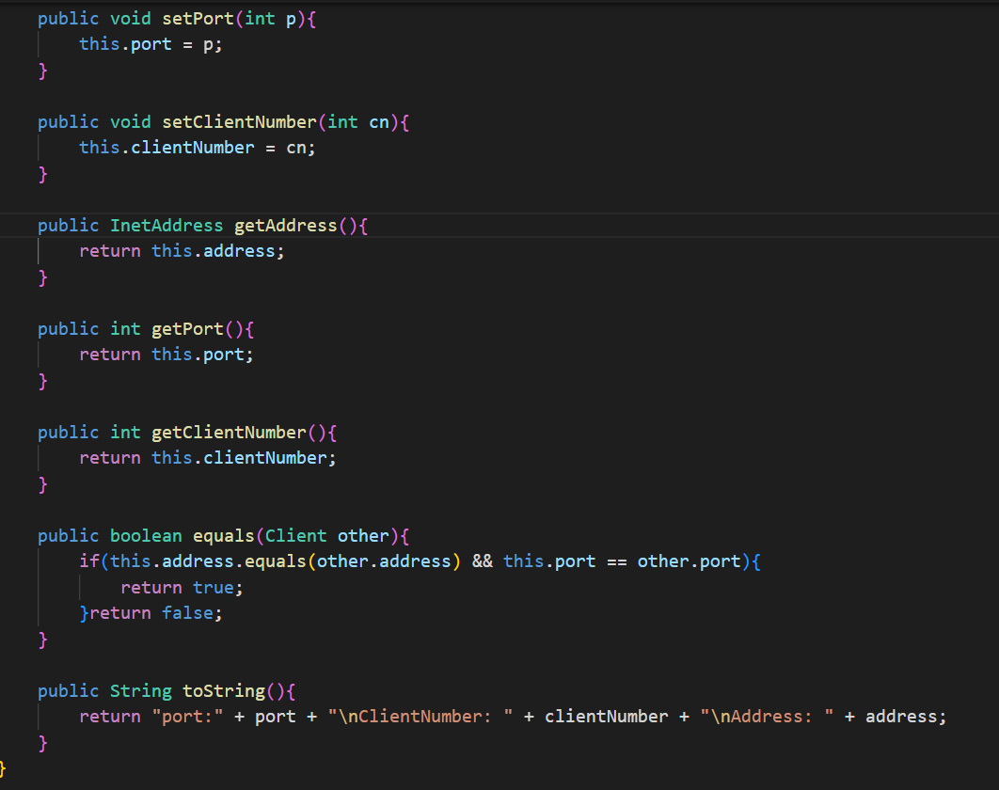 public void setPort(int p){
this.port = p;
}
public void setClientNumber(int cn){
this.clientNumber = cn;
}
public InetAddress getAddress(){
return this.address;
}
public int getPort(){
return this.port;
}
public int getClientNumber(){
return this.clientNumber;
}
public boolean equals(Client other){
if(this.address.equals(other.address) && this.port == other.port){
return true;
}return false;
}
public String toString(){
return "port:" + port + "\nClientNumber: " + clientNumber + "\nAddress: " + address;
}
}